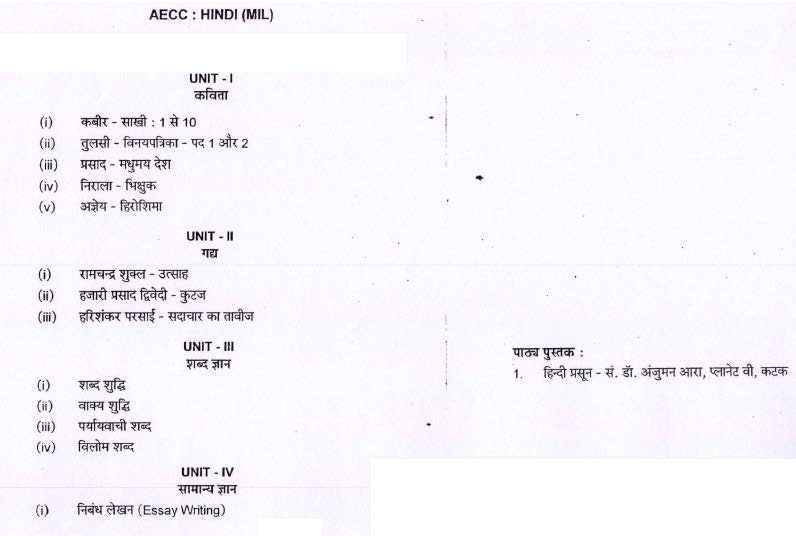 AECC : HINDI (MIL)
UNIT - I
कविता
(i) कबीर - साखी : 1 से 10
(ii) तुलसी - विनयपत्रिका - पद 1 और 2
(iii) प्रसाद - मधुमय देश
(iv) निराला - भिक्षुक
(v) अज्ञेय - हिरोशिमा
UNIT - II
गद्य
(i) रामचन्द्र शुक्ल - उत्साह
(ii) हजारी प्रसाद द्विवेदी - कुटज
(iii) हरिशंकर परसाई - सदाचार का तावीज
UNIT - III
शब्द ज्ञान
(i) शब्द शुद्धि
(ii) वाक्य शुद्धि
(iii) पर्यायवाची शब्द
(iv) विलोम शब्द
UNIT - IV
सामान्य ज्ञान
(i) निबंध लेखन (Essay Writing)
पाठ्य पुस्तक :
1. हिन्दी प्रसून - सं. डॉ. अंजुमन आरा, प्लानेट वी, कटक